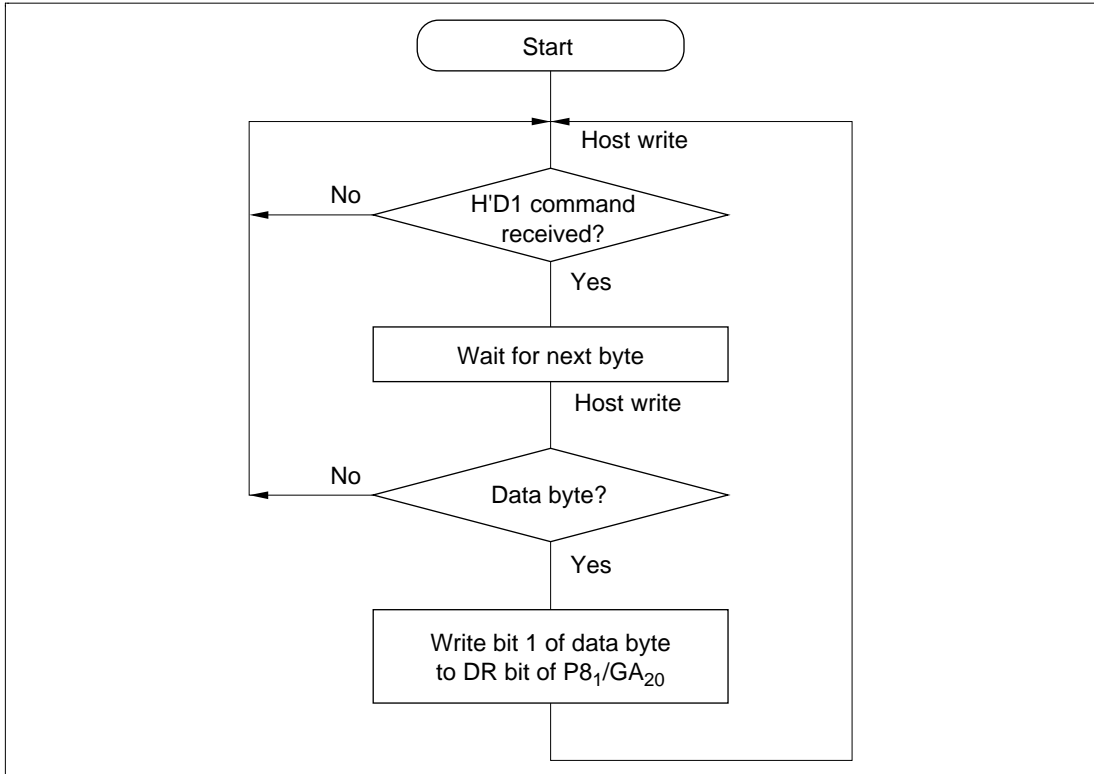 Start
Host write
No
H'D1 command
received?
Yes
Wait for next byte
Host write
No
Data byte?
Yes
Write bit 1 of data byte
to DR bit of P8₁/GA₂₀